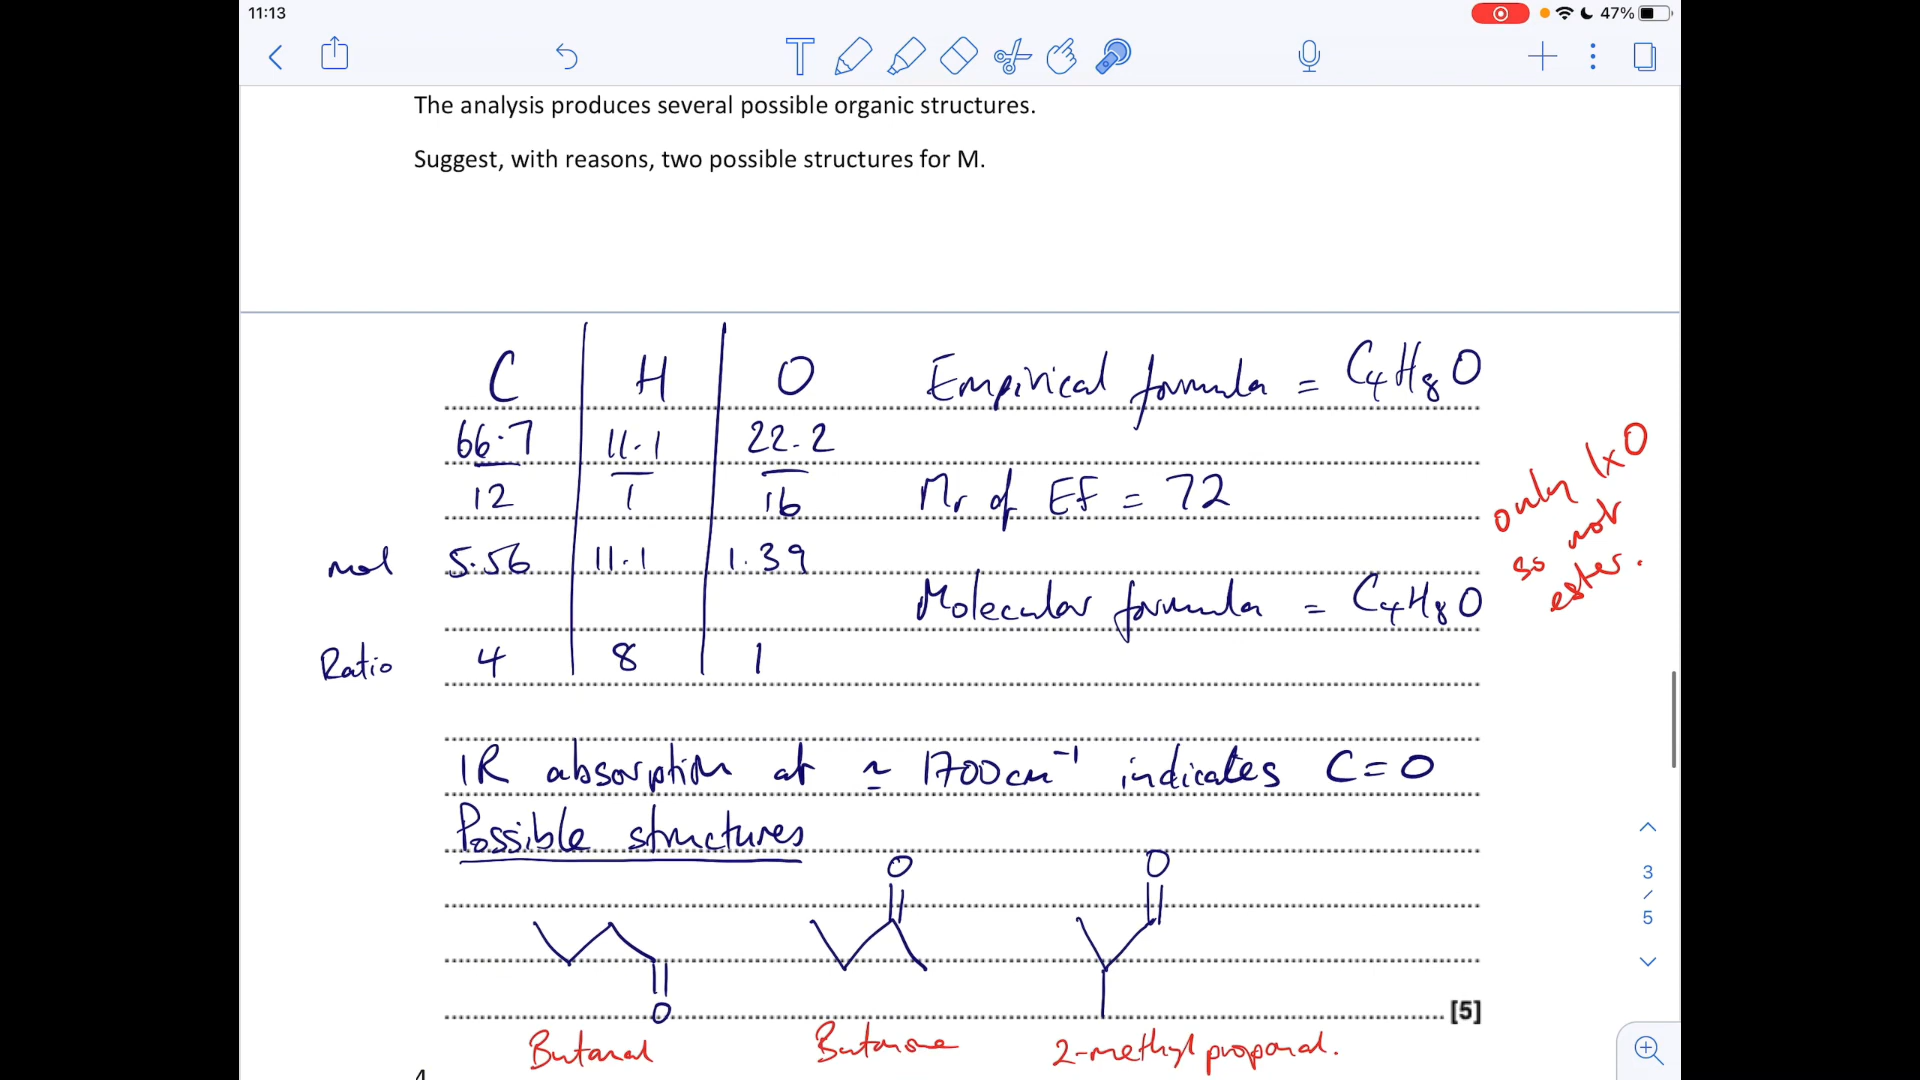 11:13
47%
The analysis produces several possible organic structures.
Suggest, with reasons, two possible structures for M.
C H O
66.7 11.1 22.2
12 1 16
mol 5.56 11.1 1.39
Ratio 4 8 1
Empirical formula = C4H8O
Mr of EF = 72
Molecular formula = C4H8O
only 1xO
so not
ester.
IR absorption at ~ 1700cm⁻¹ indicates C=O
Possible structures
O O
O
[5]
Butanal Butanone 2-methylpropanal.
3
/
5